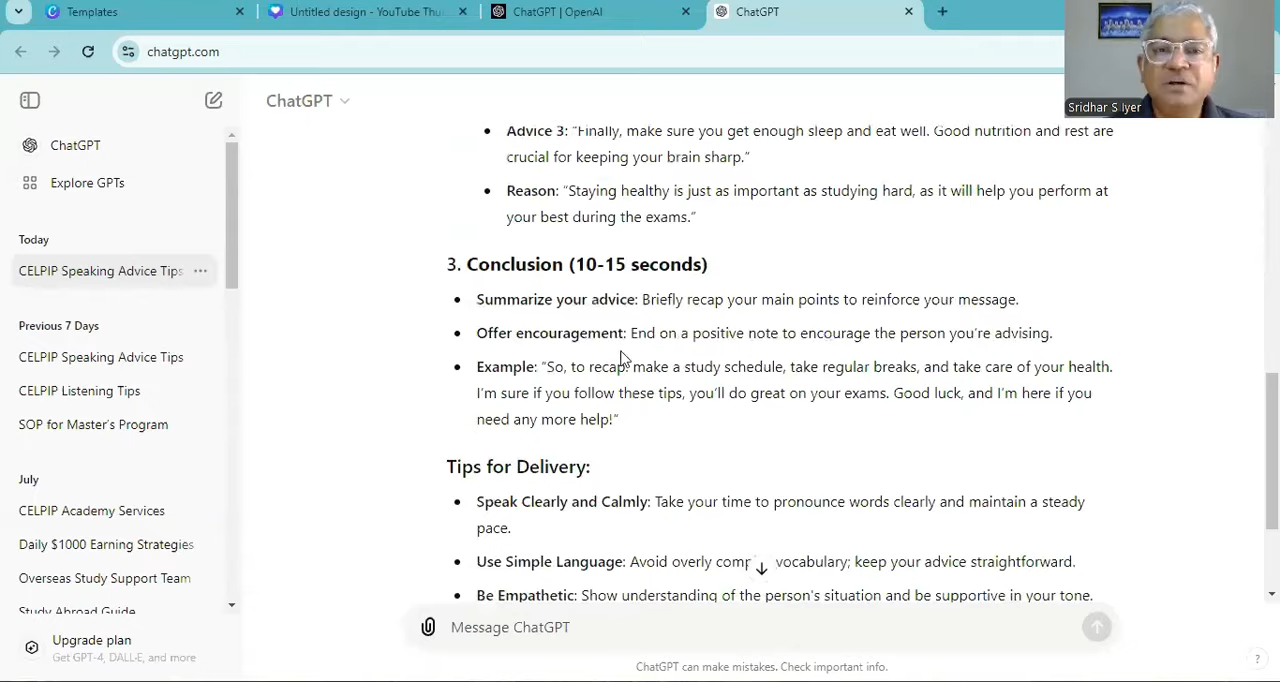 Templates
Untitled design - YouTube Thu
ChatGPT | OpenAI
ChatGPT
chatgpt.com
Sridhar S Iyer
ChatGPT
ChatGPT
Explore GPTs
Today
CELPIP Speaking Advice Tips
Previous 7 Days
CELPIP Speaking Advice Tips
CELPIP Listening Tips
SOP for Master's Program
July
CELPIP Academy Services
Daily $1000 Earning Strategies
Overseas Study Support Team
Study Abroad Guide
Upgrade plan
Get GPT-4, DALL·E, and more
• Advice 3: “Finally, make sure you get enough sleep and eat well. Good nutrition and rest are
crucial for keeping your brain sharp.”
• Reason: “Staying healthy is just as important as studying hard, as it will help you perform at
your best during the exams.”
3. Conclusion (10-15 seconds)
• Summarize your advice: Briefly recap your main points to reinforce your message.
• Offer encouragement: End on a positive note to encourage the person you’re advising.
• Example: “So, to recap, make a study schedule, take regular breaks, and take care of your health.
I’m sure if you follow these tips, you’ll do great on your exams. Good luck, and I’m here if you
need any more help!”
Tips for Delivery:
• Speak Clearly and Calmly: Take your time to pronounce words clearly and maintain a steady
pace.
• Use Simple Language: Avoid overly comp vocabulary; keep your advice straightforward.
• Be Empathetic: Show understanding of the person's situation and be supportive in your tone.
Message ChatGPT
ChatGPT can make mistakes. Check important info.
?